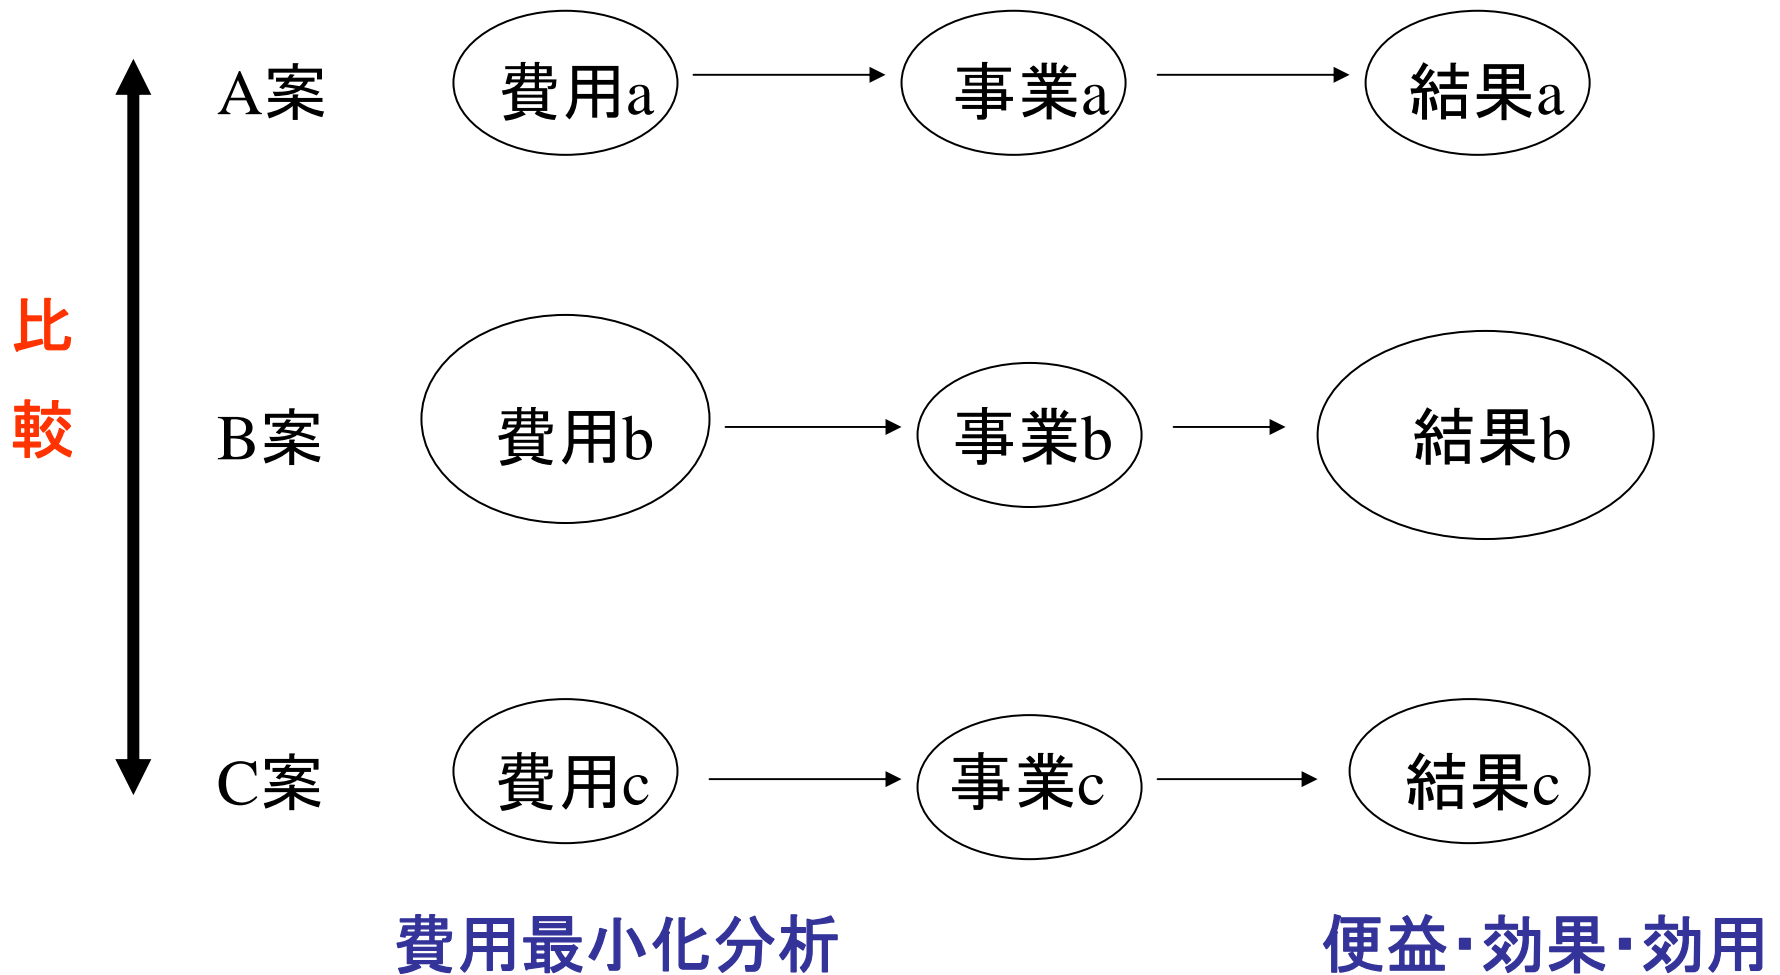 A案 費用a 事業a 結果a
比較
B案 費用b 事業b 結果b
C案 費用c 事業c 結果c
費用最小化分析 便益・効果・効用